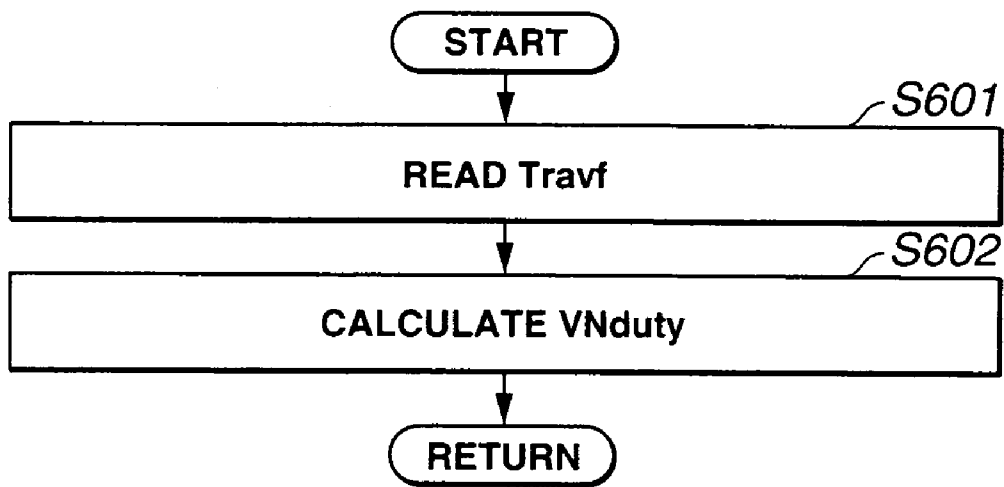 START
S601
READ Travf
S602
CALCULATE VNduty
RETURN